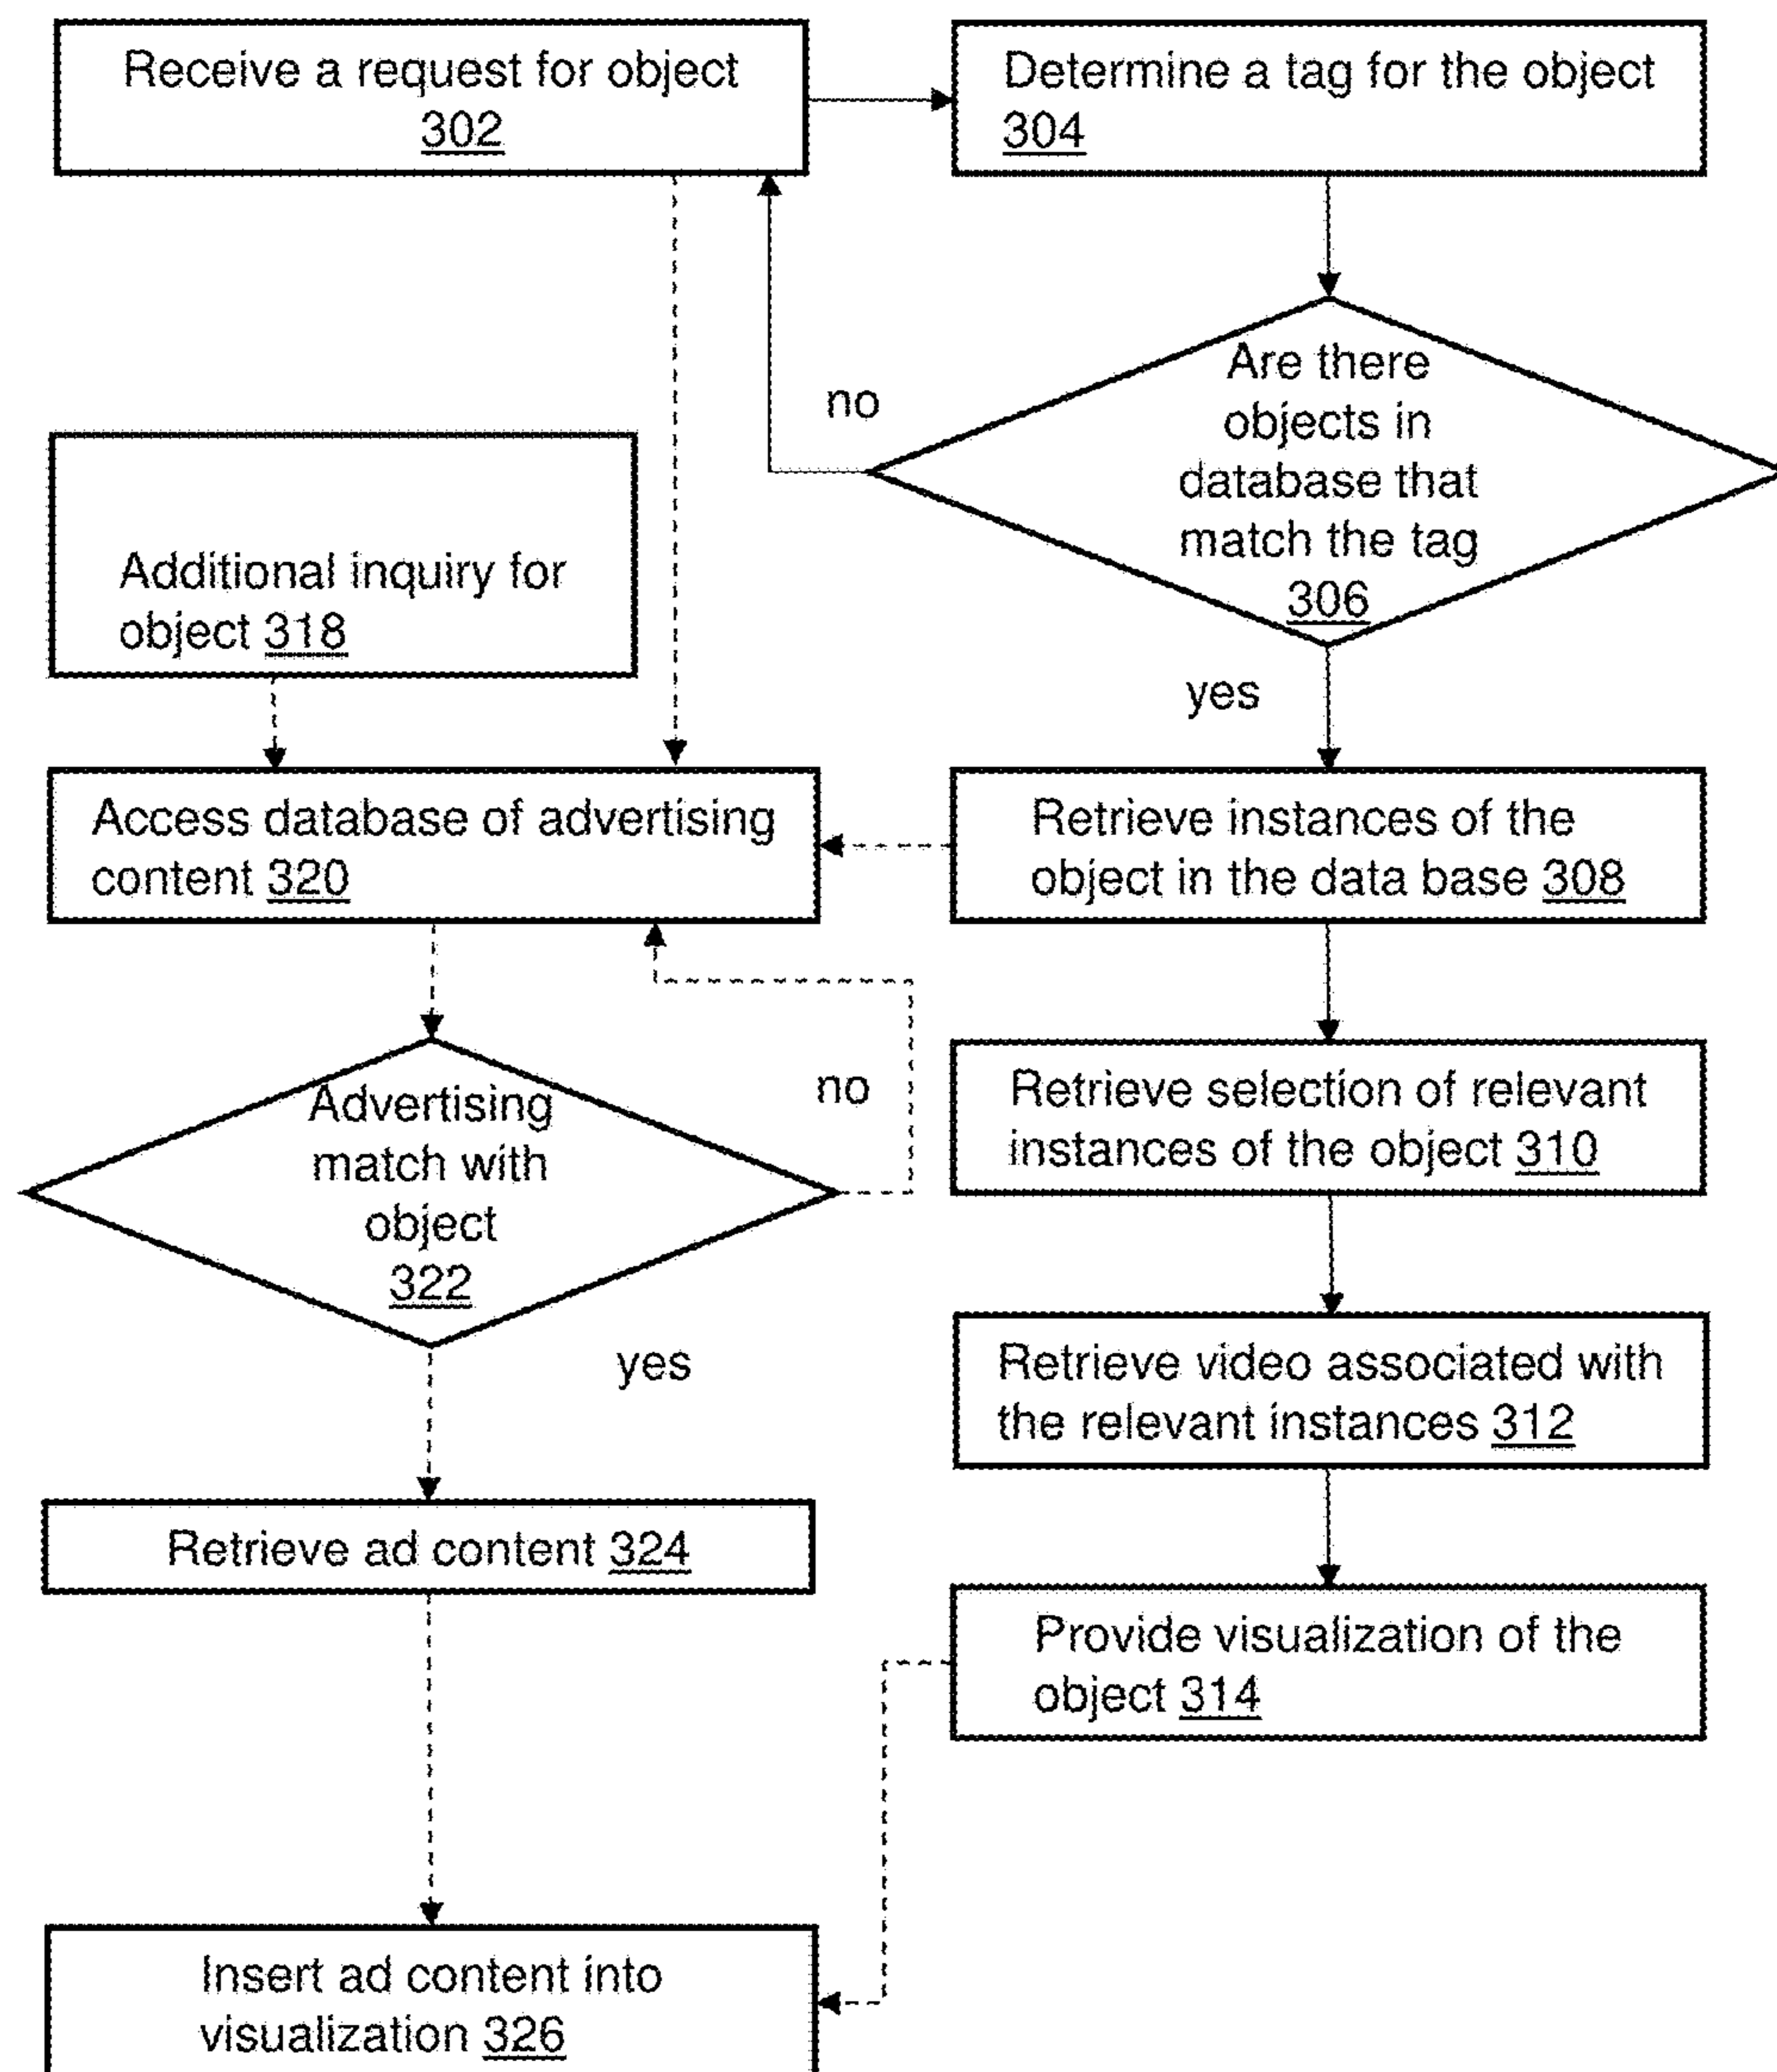 Receive a request for object
302
Determine a tag for the object
304
Are there
objects in
database that
match the tag
306
no
yes
Additional inquiry for
object 318
Access database of advertising
content 320
Retrieve instances of the
object in the data base 308
Advertising
match with
object
322
no
yes
Retrieve selection of relevant
instances of the object 310
Retrieve video associated with
the relevant instances 312
Retrieve ad content 324
Provide visualization of the
object 314
Insert ad content into
visualization 326